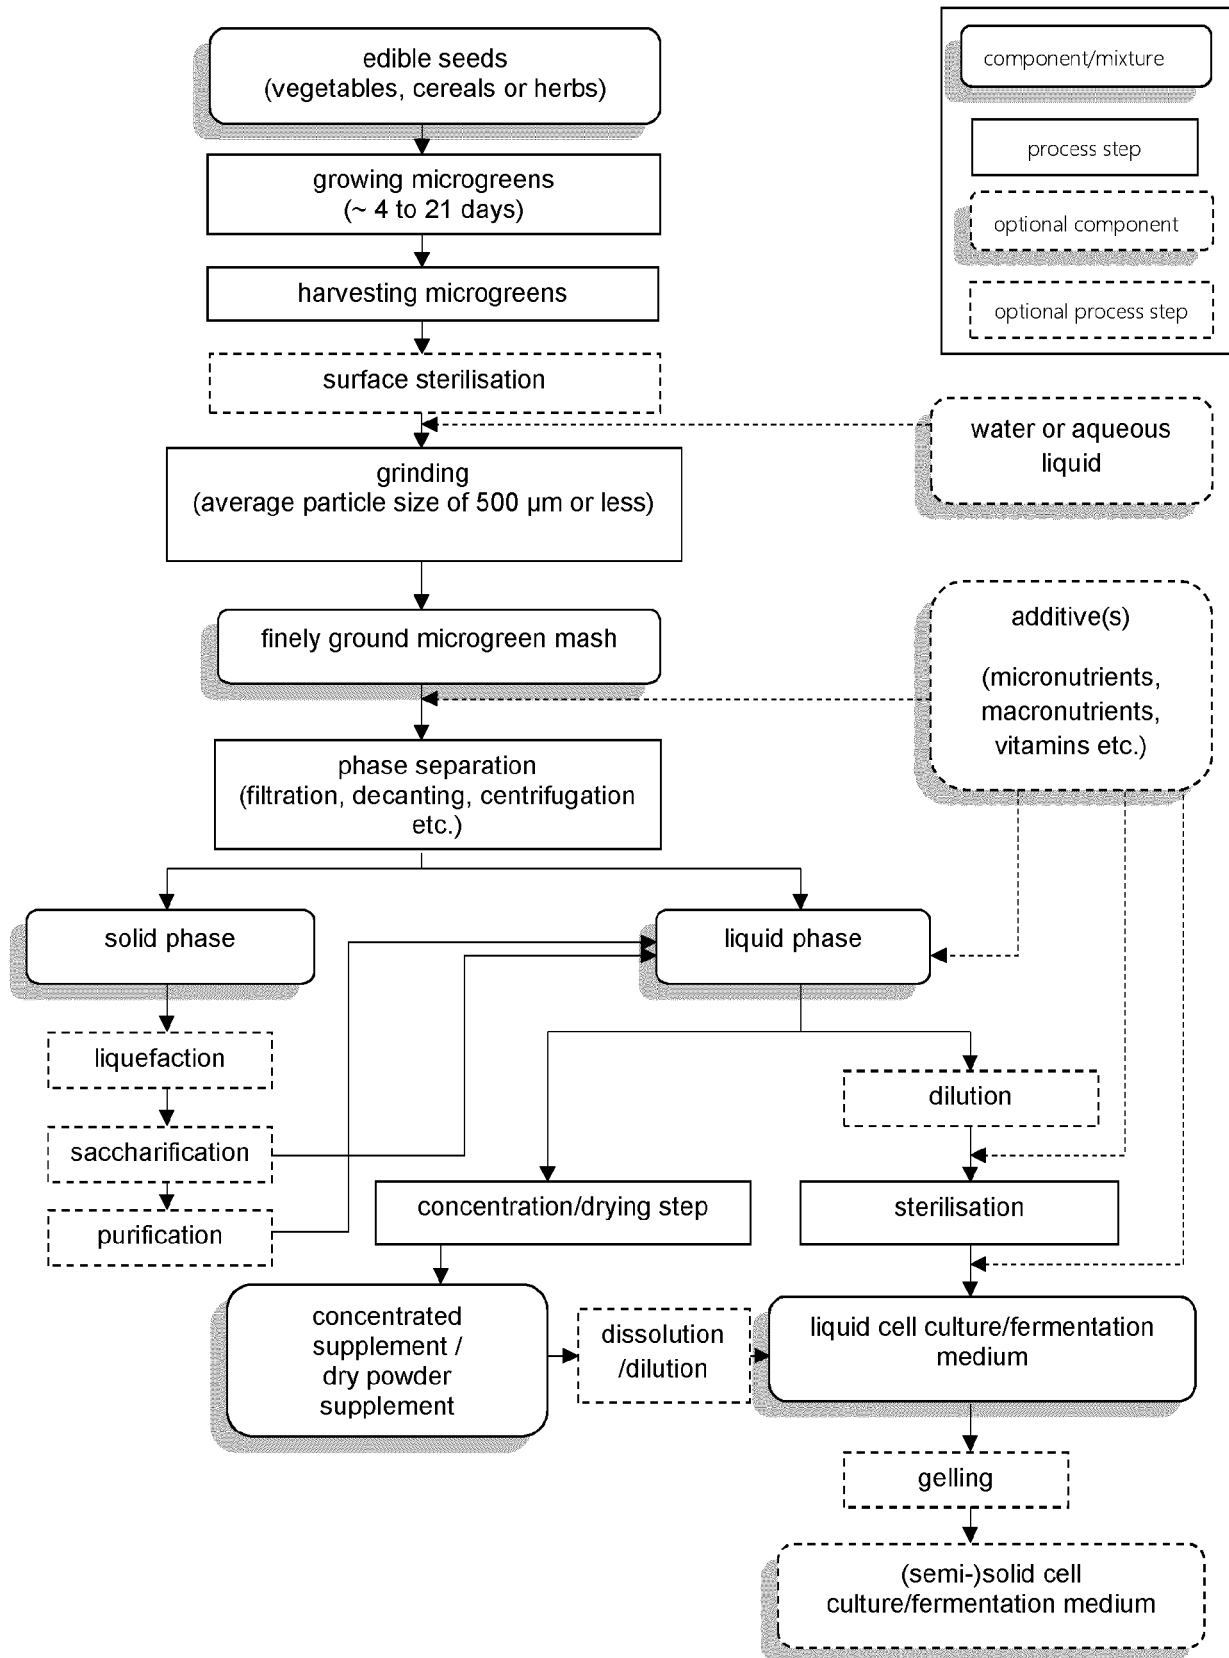 edible seeds
(vegetables, cereals or herbs)
component/mixture
process step
optional component
optional process step
growing microgreens
(~ 4 to 21 days)
harvesting microgreens
surface sterilisation
water or aqueous
liquid
grinding
(average particle size of 500 µm or less)
finely ground microgreen mash
additive(s)
(micronutrients,
macronutrients,
vitamins etc.)
phase separation
(filtration, decanting, centrifugation
etc.)
solid phase
liquid phase
liquefaction
saccharification
purification
dilution
concentration/drying step
sterilisation
concentrated
supplement /
dry powder
supplement
dissolution
/dilution
liquid cell culture/fermentation
medium
gelling
(semi-)solid cell
culture/fermentation medium